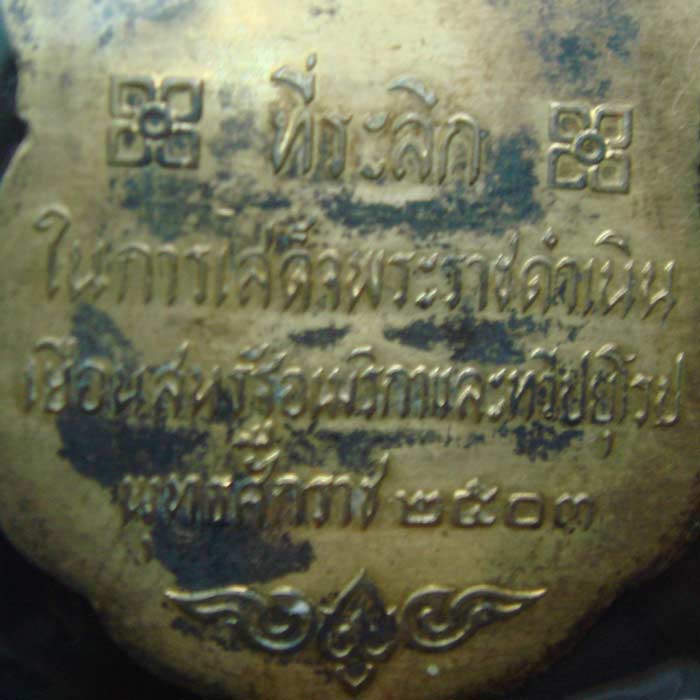 ที่ระลึก
ในการเสด็จพระราชดำเนิน
เยือนสหรัฐอเมริกาและทวีปยุโรป
พุทธศักราช ๒๕๐๓